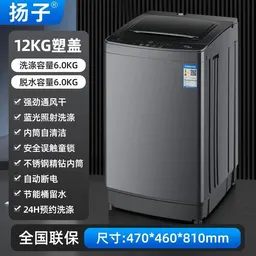 扬子
12KG塑盖
洗涤容量6.0KG
脱水容量6.0KG
强劲通风干
蓝光照射洗涤
内筒自清洁
安全误触童锁
不锈钢精钻内筒
自动断电
节能桶留水
24H预约洗涤
全国联保
尺寸:470*460*810mm